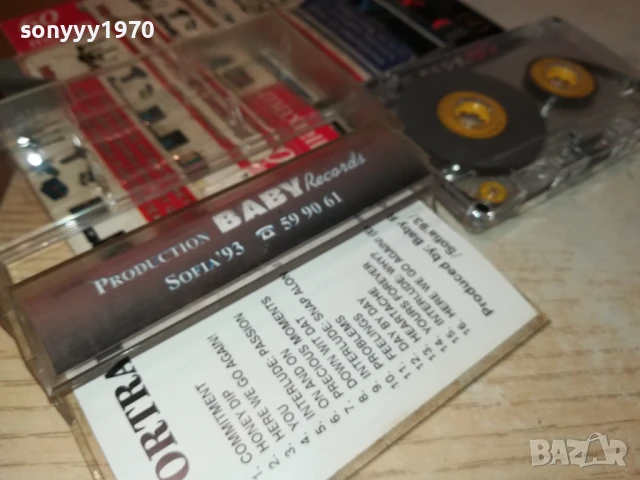 sonyyy1970
PRODUCTION BABY Records
SOFIA'93 ☎ 59 90 61
ORTRA
1. COMMITMENT
2. HONEY DIP
3. HERE WE GO AGAIN!
4. INTERLUDE: PASSION
5. YOU
6. ON AND ON
7. PRECIOUS MOMENTS
8. INTERLUDE: SNAP
9. DOWN WIT DAT
10. PROBLEMS
11. FEELINGS
12. DAY BY DAY
13. HEARTACHE
14. YOURS FOREVER
15. INTERLUDE WHY?
16. HERE WE GO AGAIN!
Produced by: Baby
/Sofia'93/
BAZAR